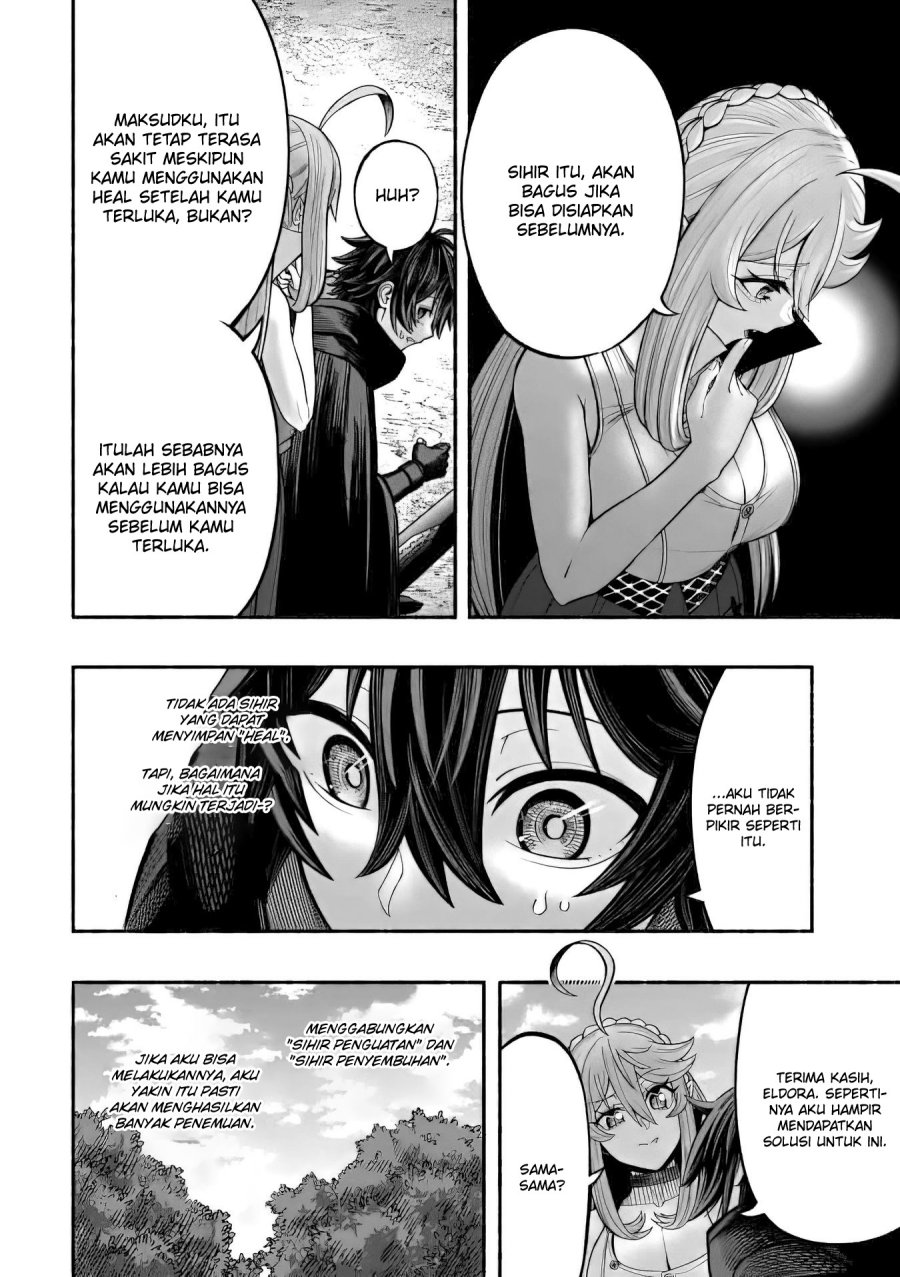 SIHIR ITU, AKAN
BAGUS JIKA
BISA DISIAPKAN
SEBELUMNYA.
HUH?
MAKSUDKU, ITU
AKAN TETAP TERASA
SAKIT MESKIPUN
KAMU MENGGUNAKAN
HEAL SETELAH KAMU
TERLUKA, BUKAN?
ITULAH SEBABNYA
AKAN LEBIH BAGUS
KALAU KAMU BISA
MENGGUNAKANNYA
SEBELUM KAMU
TERLUKA.
...AKU TIDAK
PERNAH BER-
PIKIR SEPERTI
ITU.
TIDAK ADA SIHIR
YANG DAPAT
MENYIMPAN "HEAL".
TAPI, BAGAIMANA
JIKA HAL ITU
MUNGKIN TERJADI-?
TERIMA KASIH,
ELDORA. SEPERTI-
NYA AKU HAMPIR
MENDAPATKAN
SOLUSI UNTUK INI.
SAMA-
SAMA?
MENGGABUNGKAN
"SIHIR PENGUATAN" DAN
"SIHIR PENYEMBUHAN".
JIKA AKU BISA
MELAKUKANNYA, AKU
YAKIN ITU PASTI
AKAN MENGHASILKAN
BANYAK PENEMUAN.